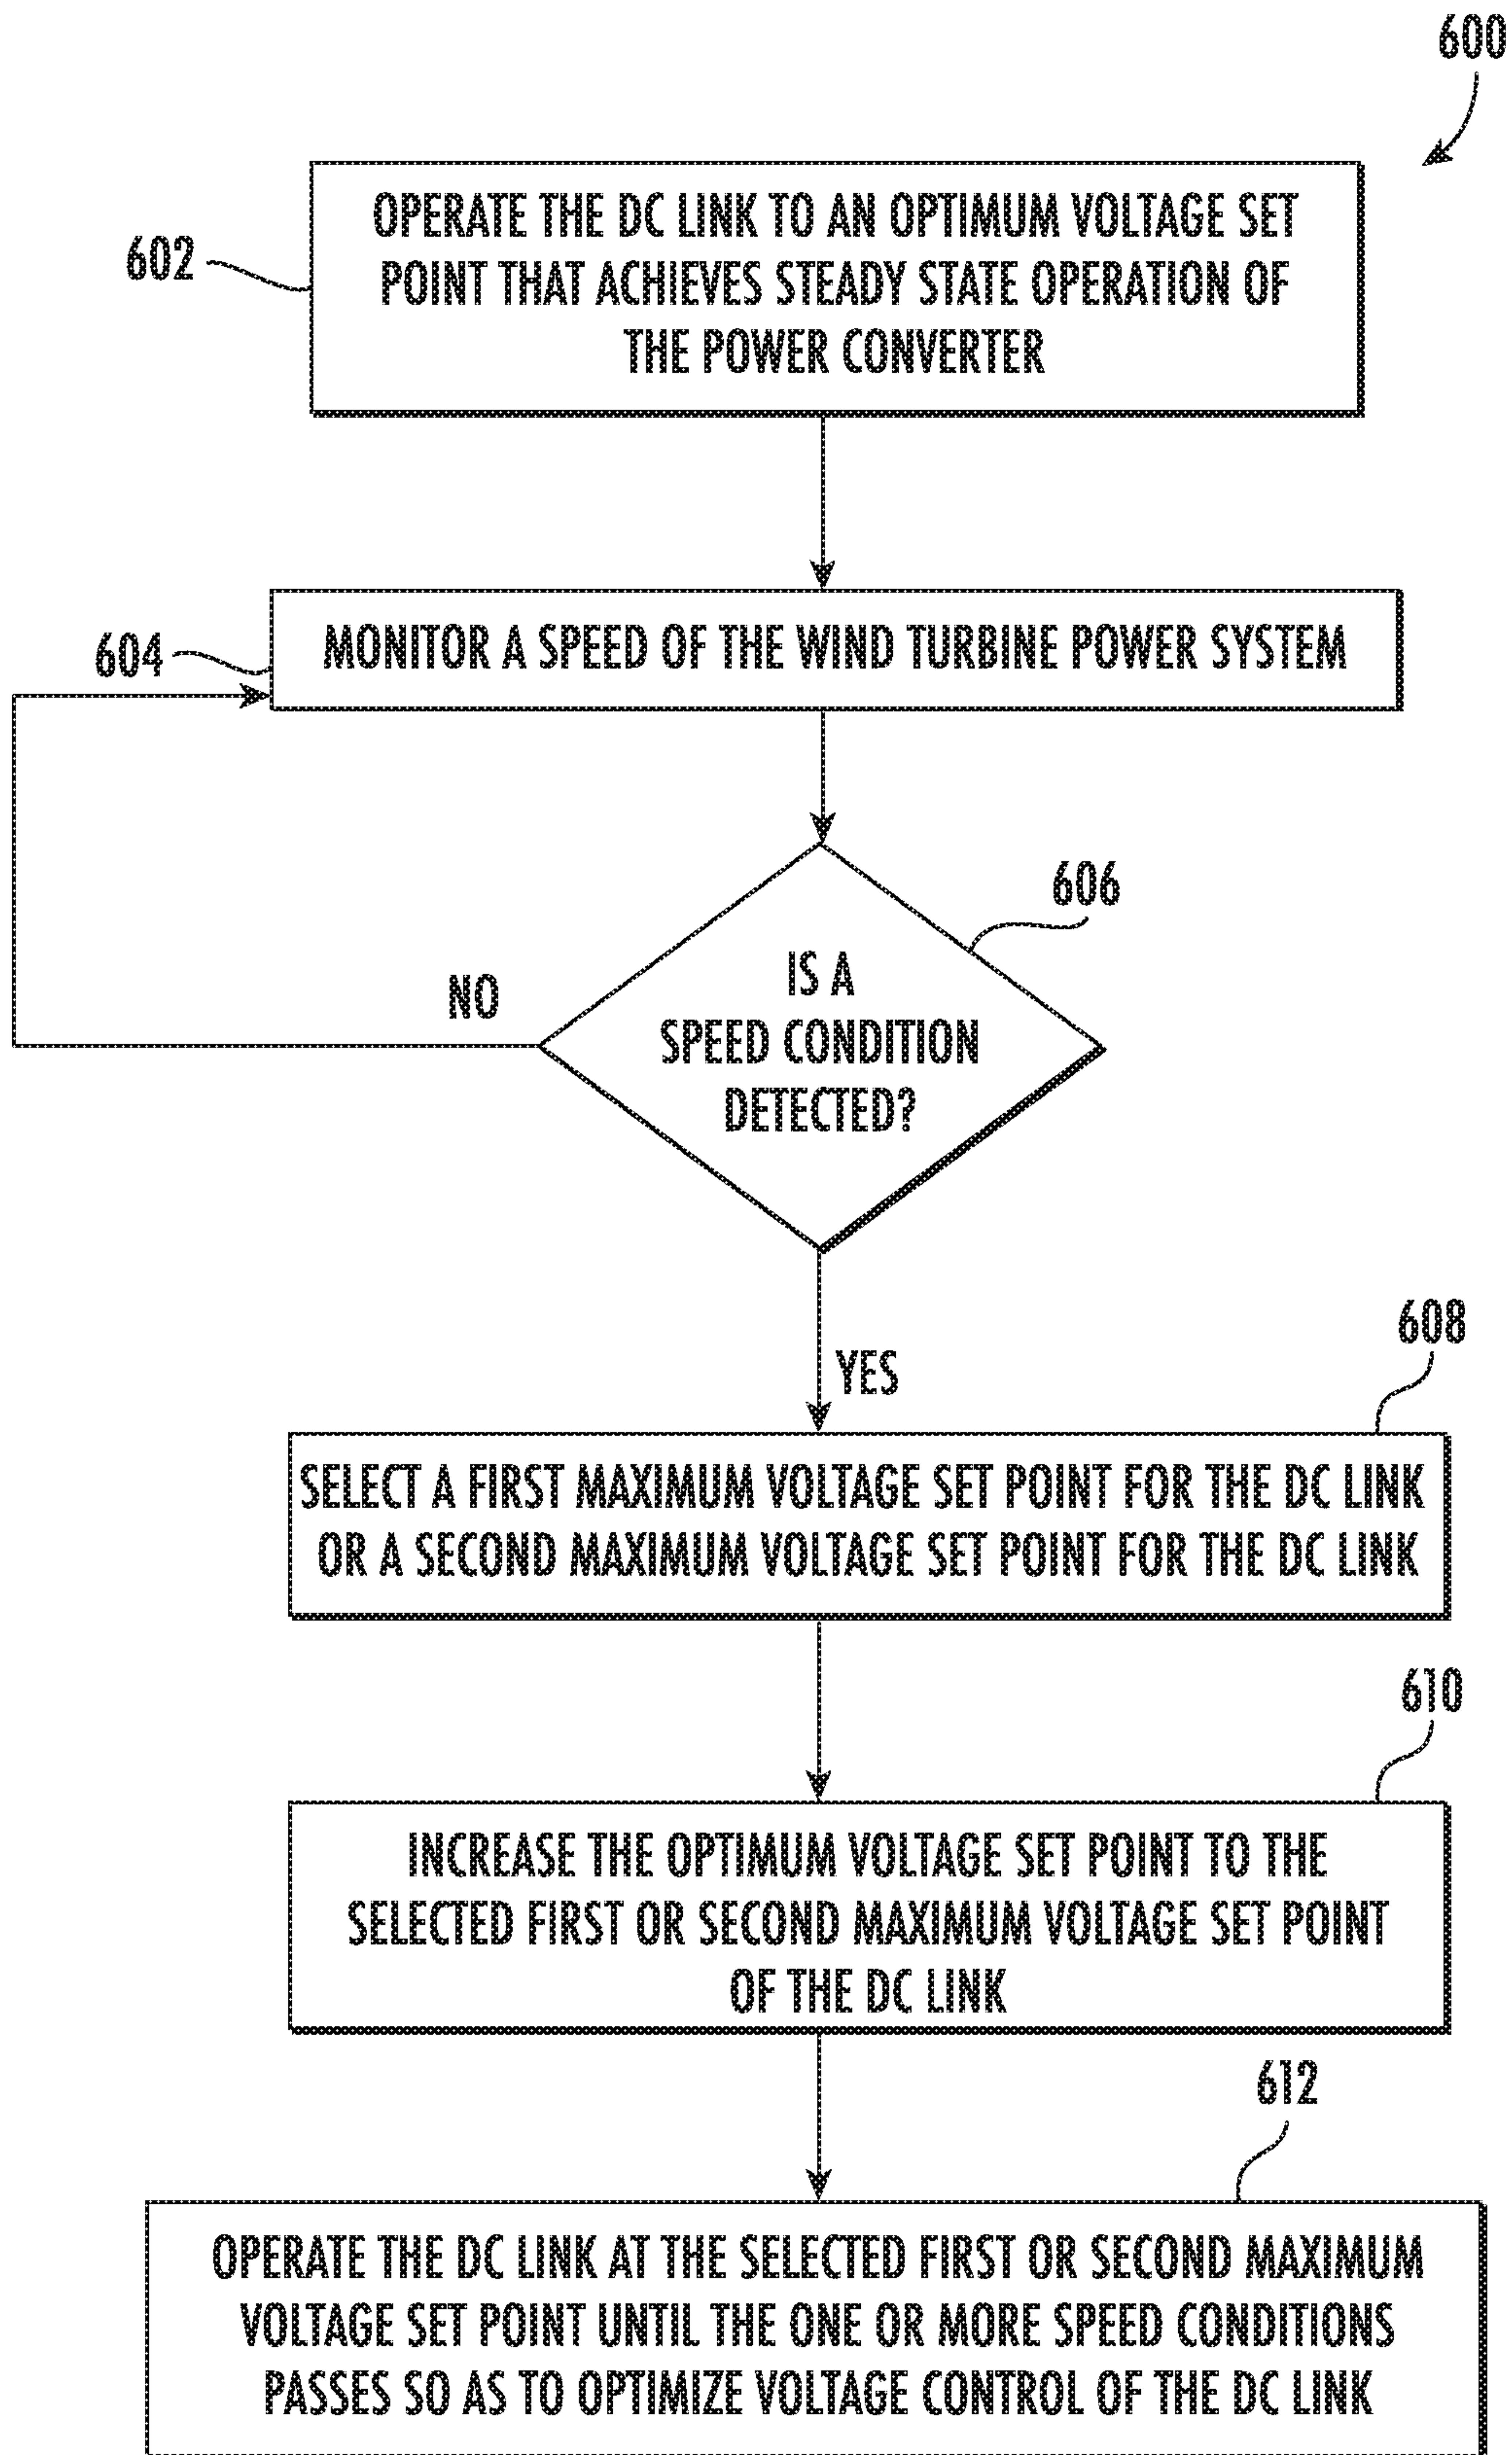 600
602
OPERATE THE DC LINK TO AN OPTIMUM VOLTAGE SET
POINT THAT ACHIEVES STEADY STATE OPERATION OF
THE POWER CONVERTER
604
MONITOR A SPEED OF THE WIND TURBINE POWER SYSTEM
606
IS A
SPEED CONDITION
DETECTED?
NO
YES
608
SELECT A FIRST MAXIMUM VOLTAGE SET POINT FOR THE DC LINK
OR A SECOND MAXIMUM VOLTAGE SET POINT FOR THE DC LINK
610
INCREASE THE OPTIMUM VOLTAGE SET POINT TO THE
SELECTED FIRST OR SECOND MAXIMUM VOLTAGE SET POINT
OF THE DC LINK
612
OPERATE THE DC LINK AT THE SELECTED FIRST OR SECOND MAXIMUM
VOLTAGE SET POINT UNTIL THE ONE OR MORE SPEED CONDITIONS
PASSES SO AS TO OPTIMIZE VOLTAGE CONTROL OF THE DC LINK